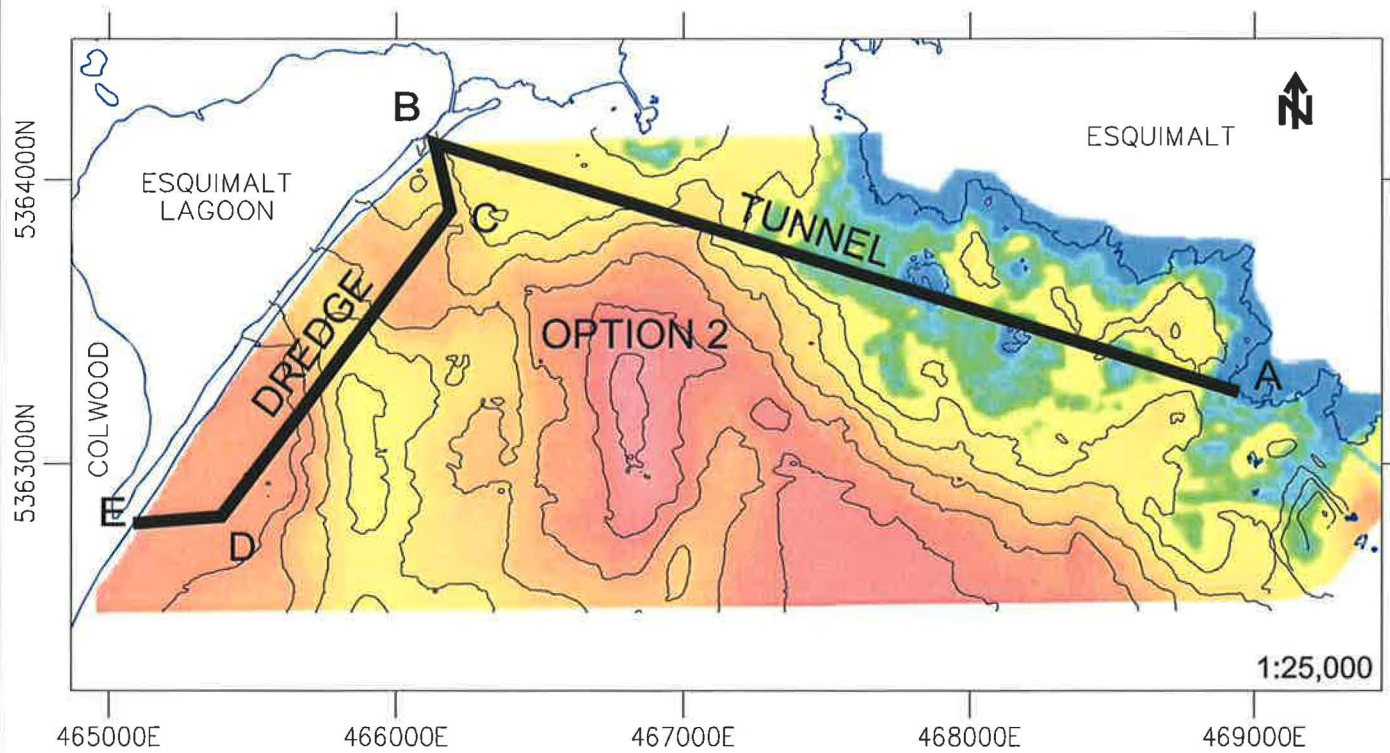 B
N
ESQUIMALT
5364000N
ESQUIMALT
LAGOON
C
TUNNEL
DREDGE
OPTION 2
A
COLWOOD
5363000N
E
D
1:25,000
465000E
466000E
467000E
468000E
469000E